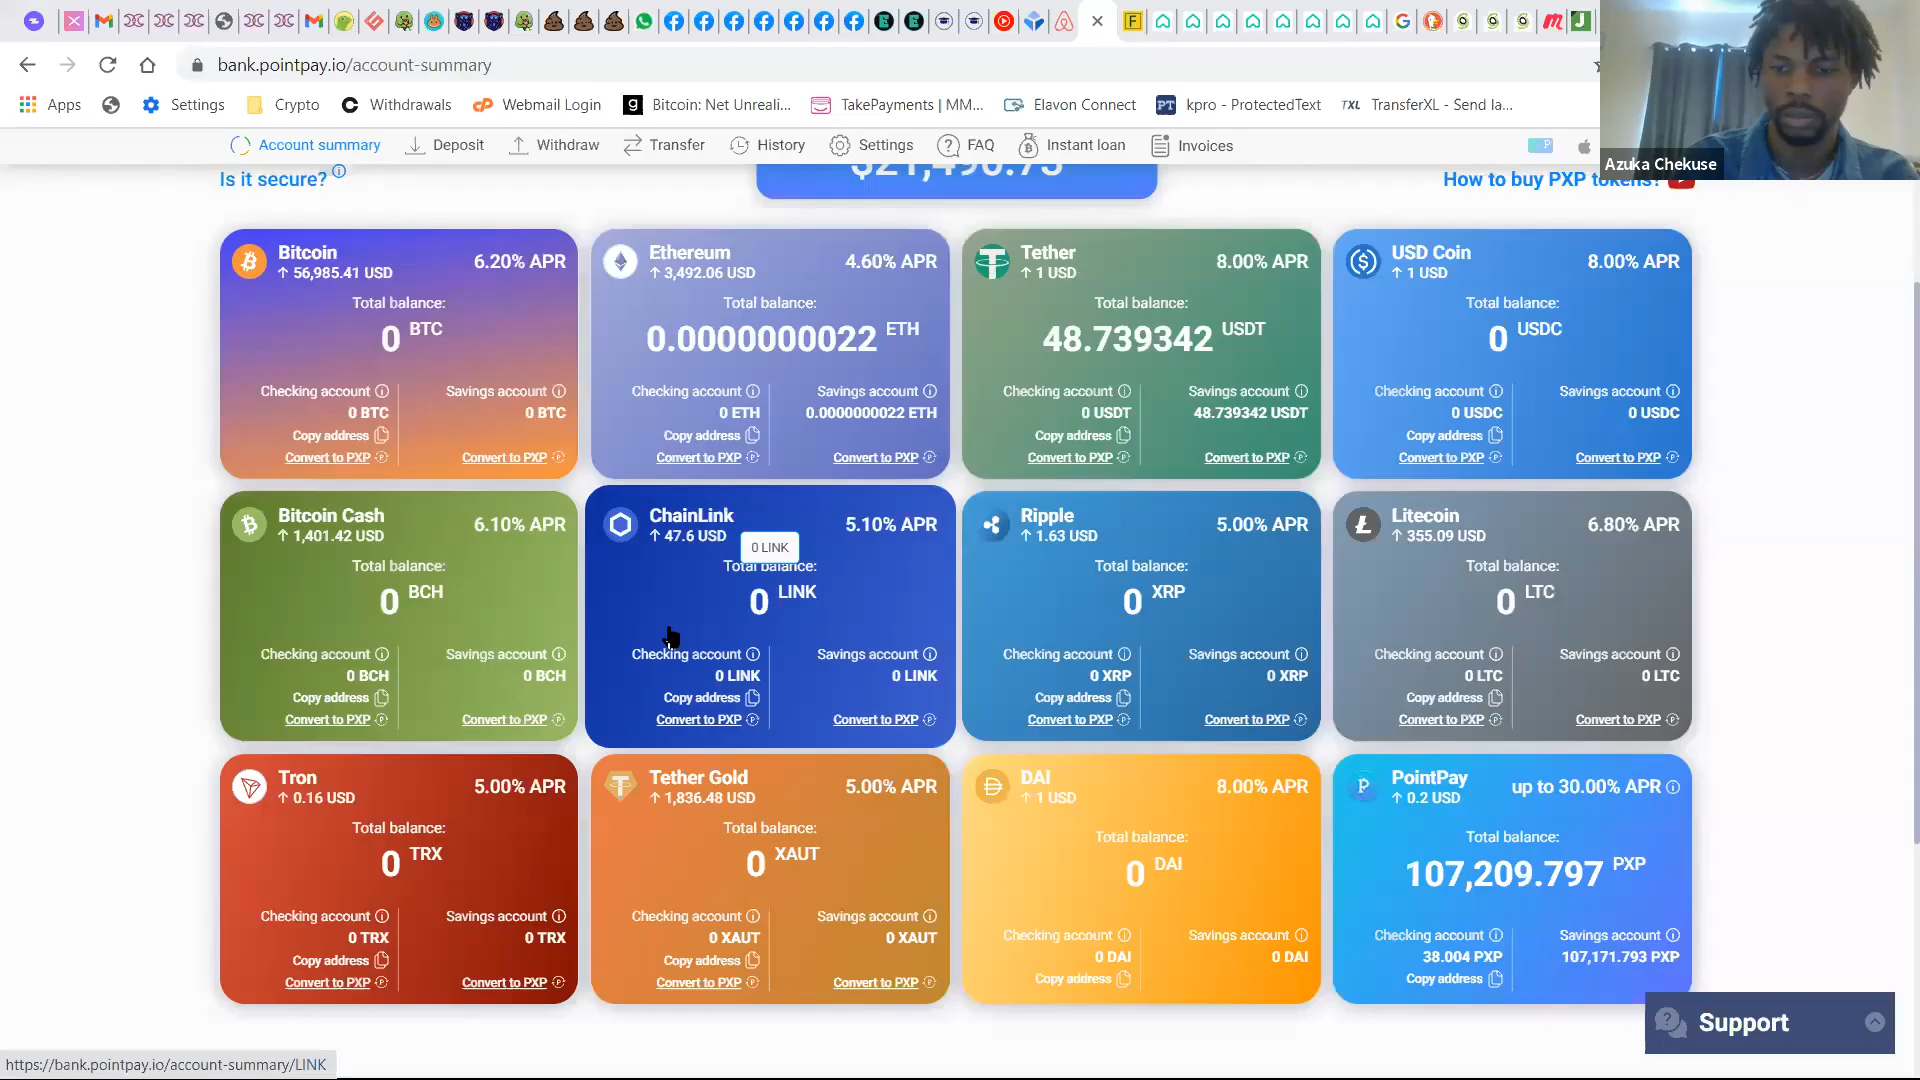 bank.pointpay.io/account-summary
Apps
Settings
Crypto
Withdrawals
Webmail Login
Bitcoin: Net Unreali...
TakePayments | MM...
Elavon Connect
kpro - ProtectedText
TransferXL - Send la...
Account summary
Deposit
Withdraw
Transfer
History
Settings
FAQ
Instant loan
Invoices
Azuka Chekuse
Is it secure?
$21,490.73
How to buy PXP tokens?
Bitcoin
↑ 56,985.41 USD
6.20% APR
Total balance:
0 BTC
Checking account
0 BTC
Copy address
Convert to PXP
Savings account
0 BTC
Convert to PXP
Ethereum
↑ 3,492.06 USD
4.60% APR
Total balance:
0.0000000022 ETH
Checking account
0 ETH
Copy address
Convert to PXP
Savings account
0.0000000022 ETH
Convert to PXP
Tether
↑ 1 USD
8.00% APR
Total balance:
48.739342 USDT
Checking account
0 USDT
Copy address
Convert to PXP
Savings account
48.739342 USDT
Convert to PXP
USD Coin
↑ 1 USD
8.00% APR
Total balance:
0 USDC
Checking account
0 USDC
Copy address
Convert to PXP
Savings account
0 USDC
Convert to PXP
Bitcoin Cash
↑ 1,401.42 USD
6.10% APR
Total balance:
0 BCH
Checking account
0 BCH
Copy address
Convert to PXP
Savings account
0 BCH
Convert to PXP
ChainLink
↑ 47.6 USD
5.10% APR
0 LINK
Total balance:
0 LINK
Checking account
0 LINK
Copy address
Convert to PXP
Savings account
0 LINK
Convert to PXP
Ripple
↑ 1.63 USD
5.00% APR
Total balance:
0 XRP
Checking account
0 XRP
Copy address
Convert to PXP
Savings account
0 XRP
Convert to PXP
Litecoin
↑ 355.09 USD
6.80% APR
Total balance:
0 LTC
Checking account
0 LTC
Copy address
Convert to PXP
Savings account
0 LTC
Convert to PXP
Tron
↑ 0.16 USD
5.00% APR
Total balance:
0 TRX
Checking account
0 TRX
Copy address
Convert to PXP
Savings account
0 TRX
Convert to PXP
Tether Gold
↑ 1,836.48 USD
5.00% APR
Total balance:
0 XAUT
Checking account
0 XAUT
Copy address
Convert to PXP
Savings account
0 XAUT
Convert to PXP
DAI
↑ 1 USD
8.00% APR
Total balance:
0 DAI
Checking account
0 DAI
Copy address
Savings account
0 DAI
PointPay
↑ 0.2 USD
up to 30.00% APR
Total balance:
107,209.797 PXP
Checking account
38.004 PXP
Copy address
Savings account
107,171.793 PXP
Support
https://bank.pointpay.io/account-summary/LINK